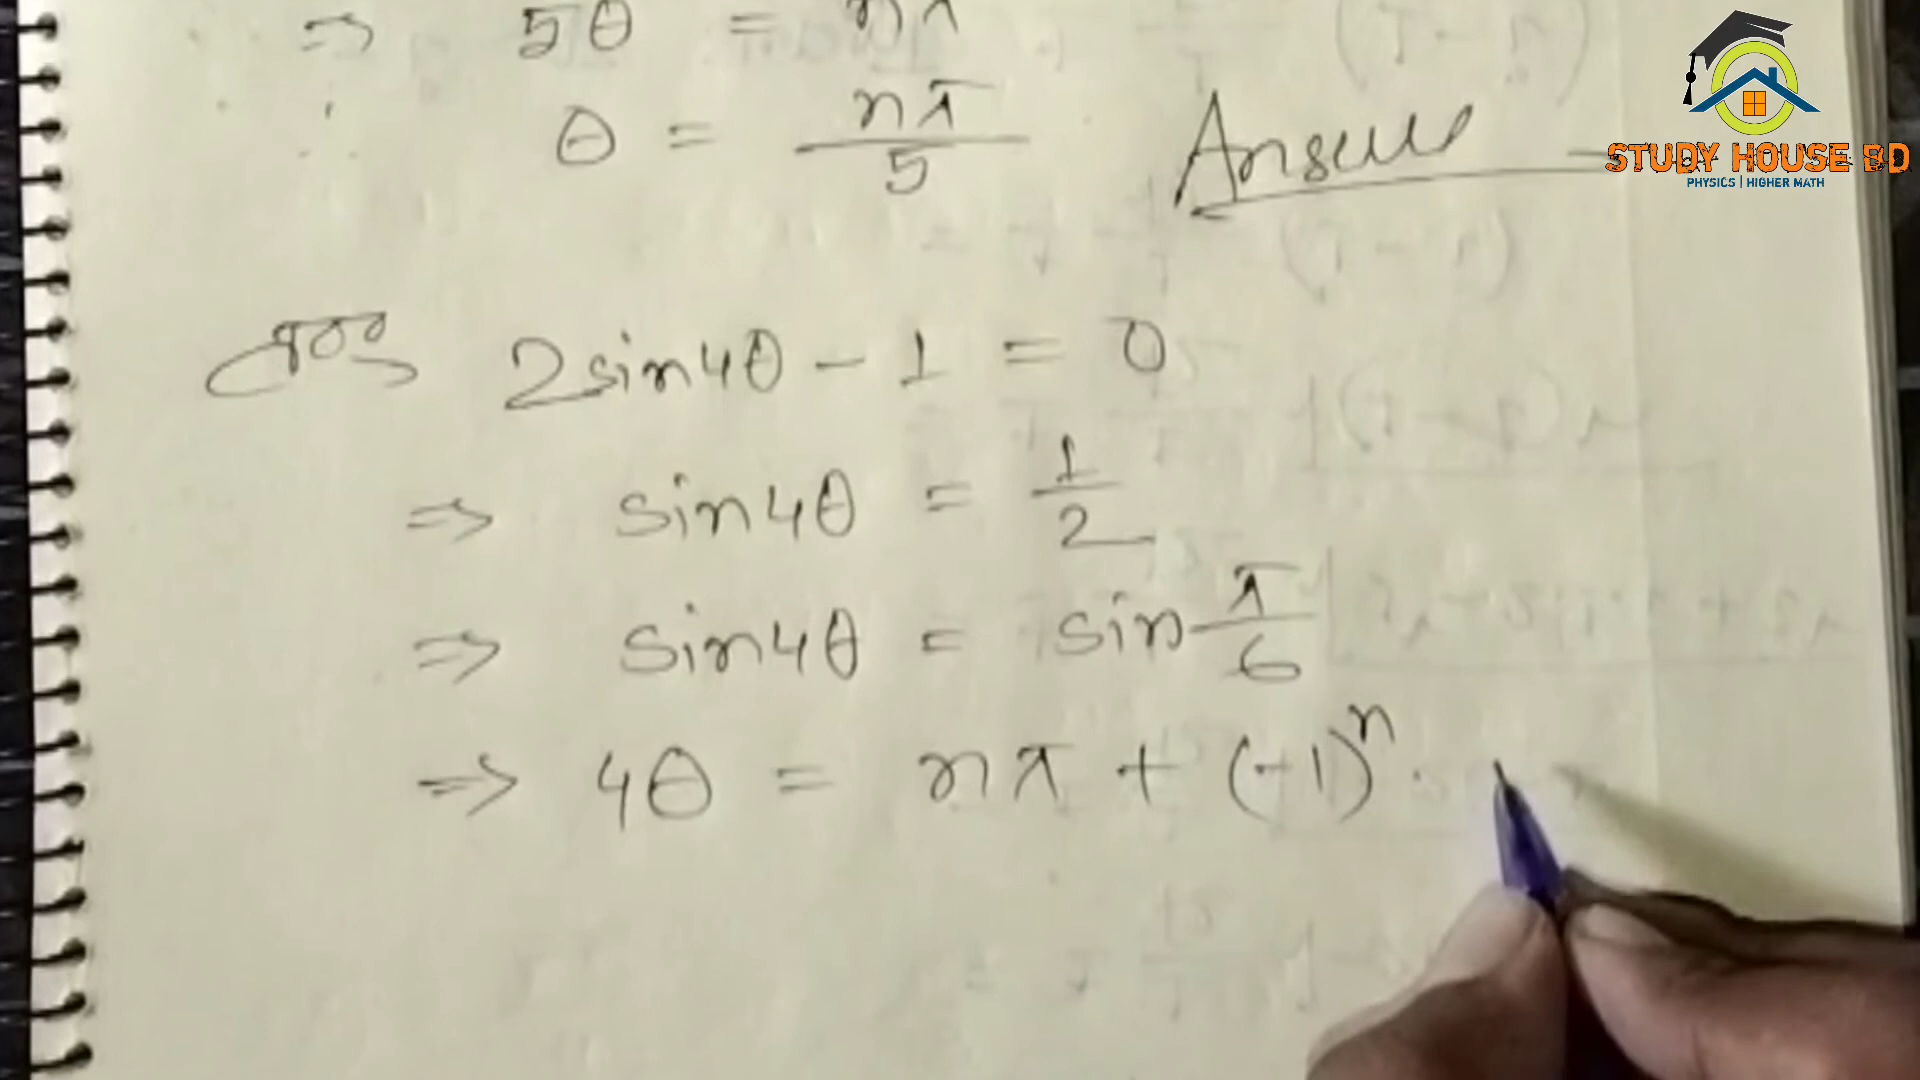 ⇒ 5θ = nπ
∴ θ = nπ/5 Answer
STUDY HOUSE BD
PHYSICS | HIGHER MATH
এবং 2sin4θ - 1 = 0
⇒ sin4θ = 1/2
⇒ sin4θ = sin π/6
⇒ 4θ = nπ + (-1)ⁿ ·